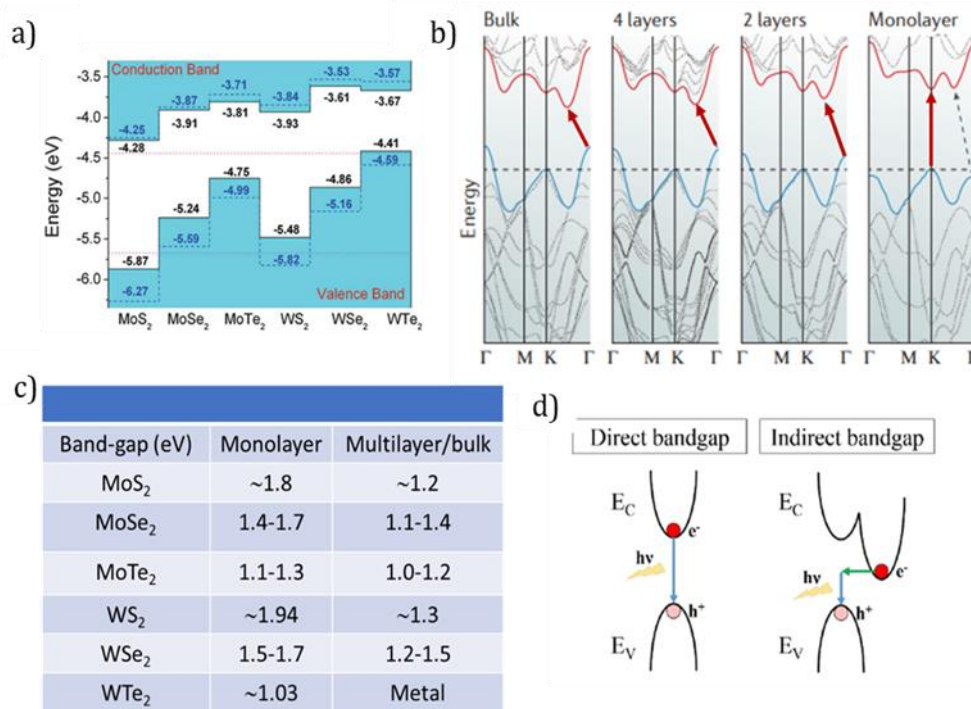 a)
Conduction Band
Energy (eV)
-3.5
-4.0
-4.5
-5.0
-5.5
-6.0
-4.25
-4.28
-3.87
-3.91
-3.71
-3.81
-3.84
-3.93
-3.53
-3.61
-3.57
-3.67
-5.87
-6.27
-5.24
-5.59
-4.75
-4.99
-5.48
-5.82
-4.86
-5.16
-4.41
-4.59
Valence Band
MoS₂ MoSe₂ MoTe₂ WS₂ WSe₂ WTe₂
b)
Bulk 4 layers 2 layers Monolayer
Energy
Γ M K Γ M K Γ M K Γ M K Γ
c)
Band-gap (eV) Monolayer Multilayer/bulk
MoS₂ ~1.8 ~1.2
MoSe₂ 1.4-1.7 1.1-1.4
MoTe₂ 1.1-1.3 1.0-1.2
WS₂ ~1.94 ~1.3
WSe₂ 1.5-1.7 1.2-1.5
WTe₂ ~1.03 Metal
d)
Direct bandgap Indirect bandgap
E_C e⁻
hν
h⁺
E_V
E_C
e⁻
hν
h⁺
E_V